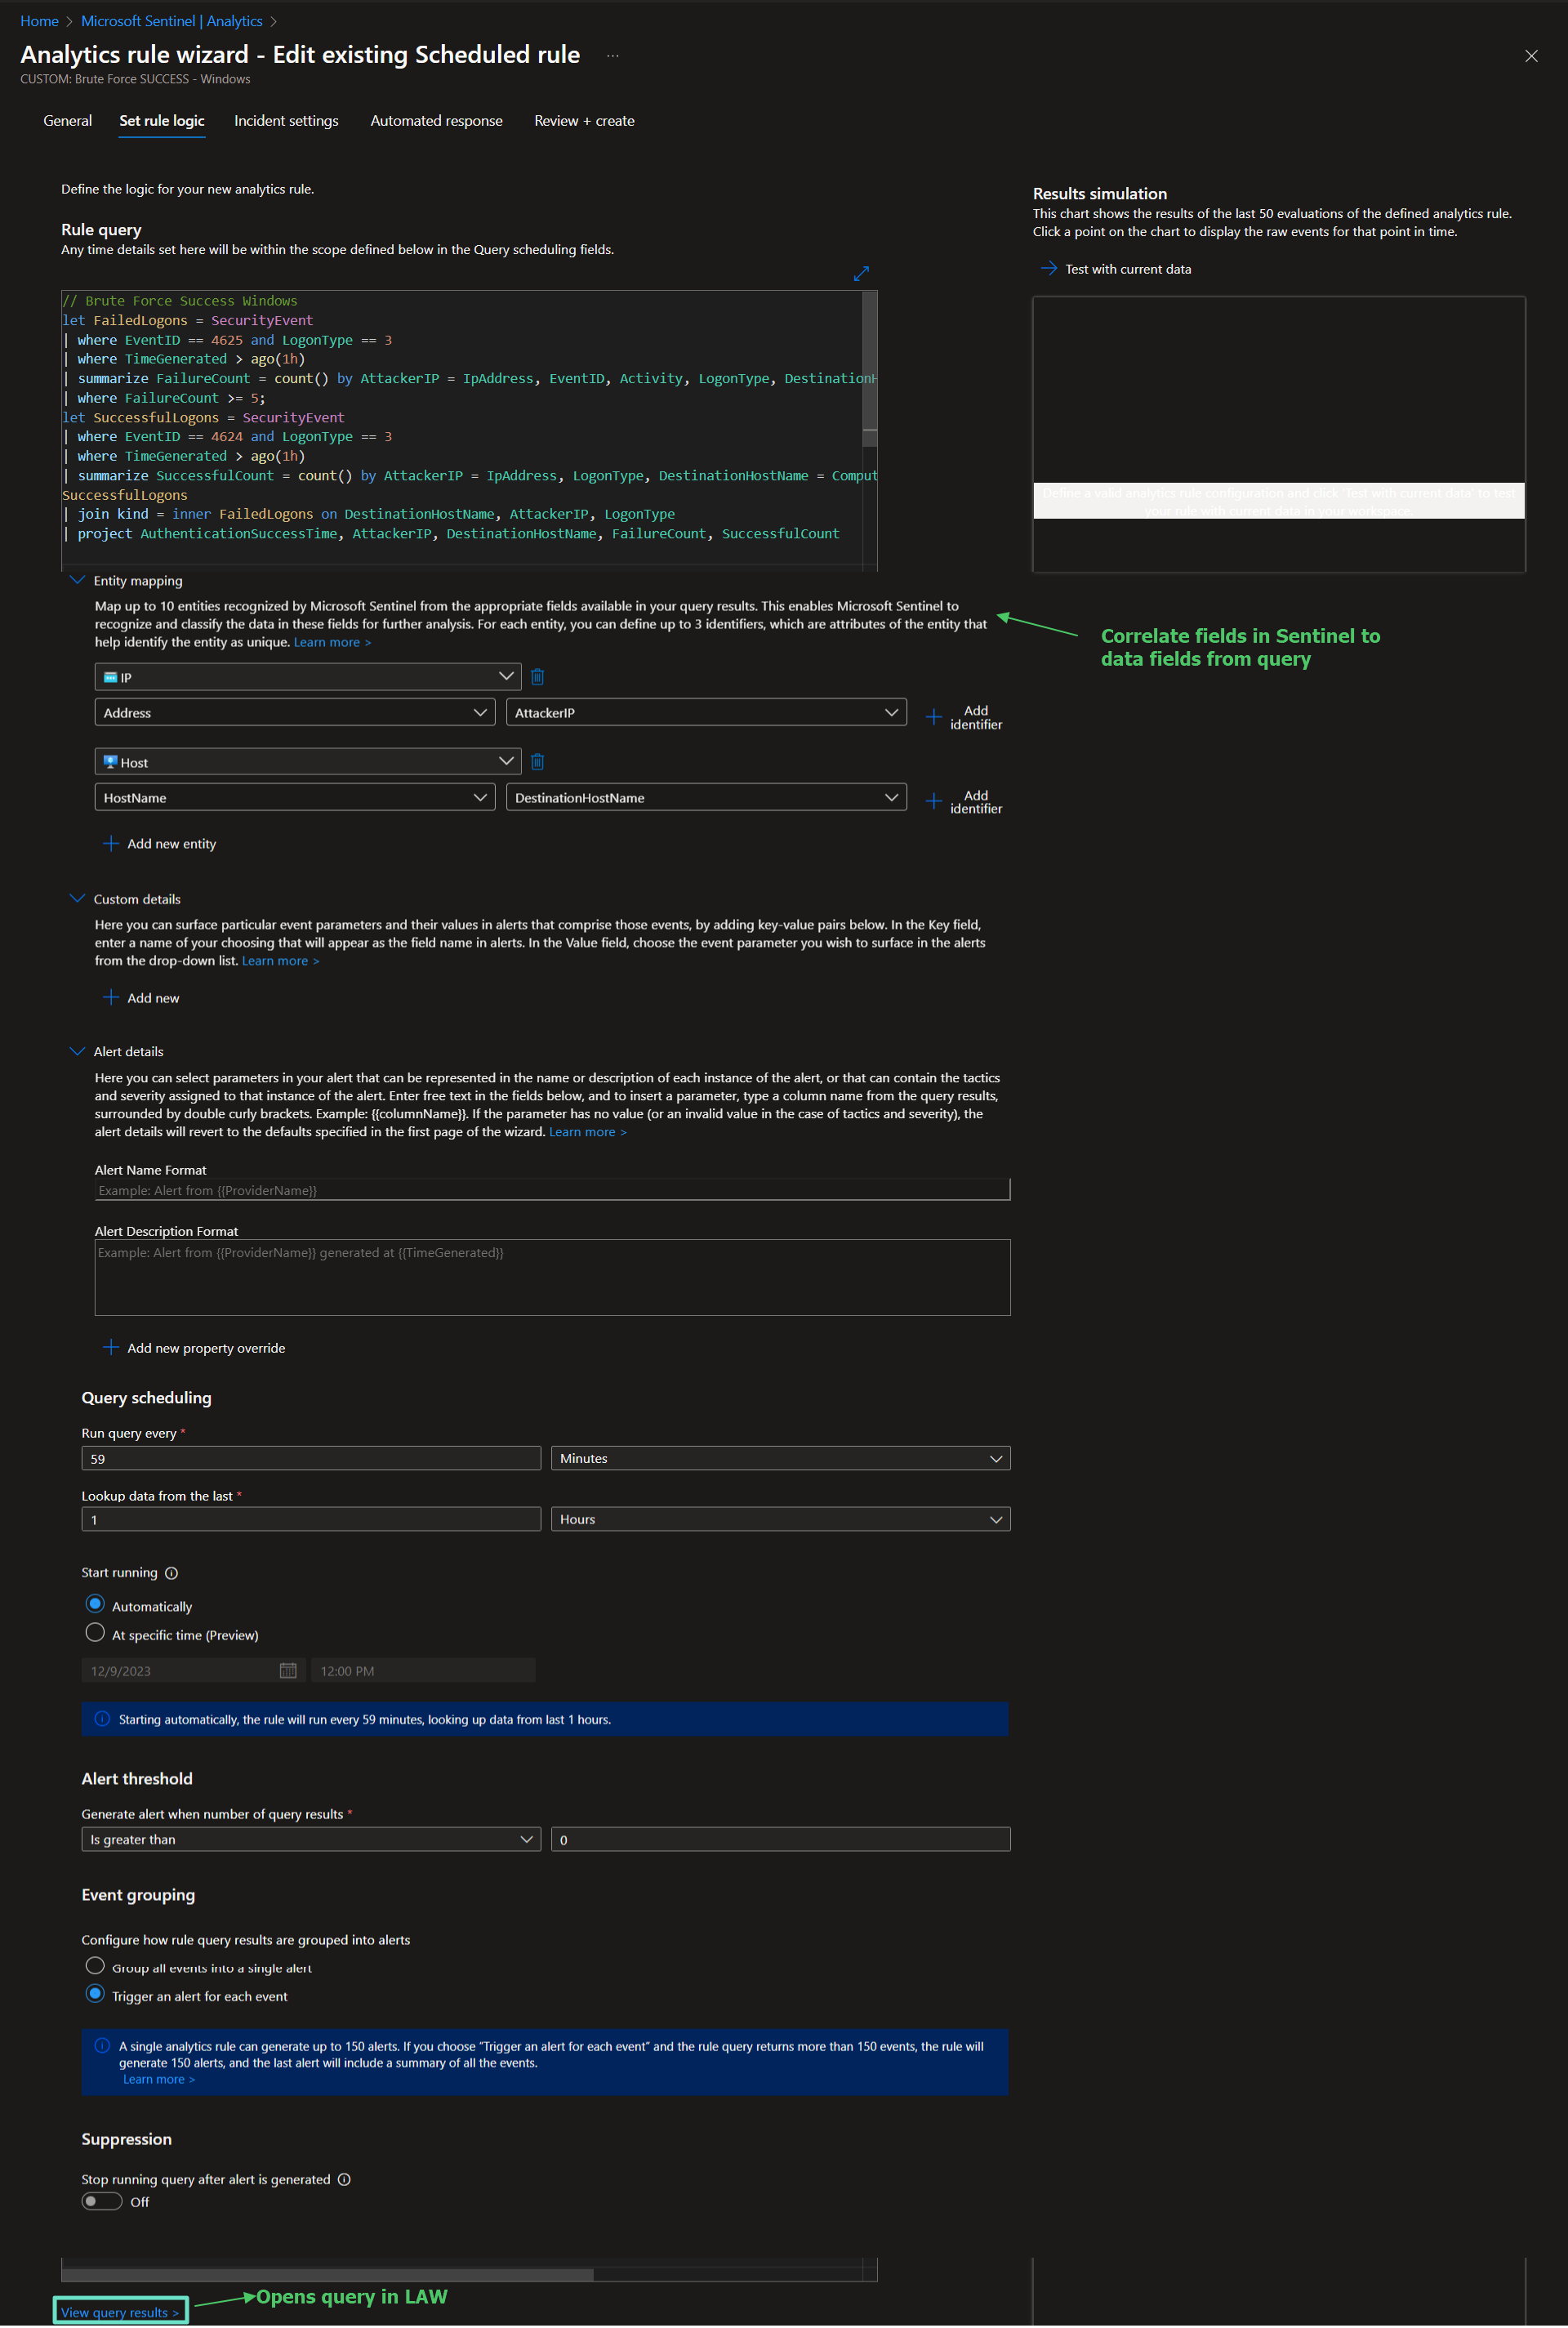 Home > Microsoft Sentinel | Analytics >
Analytics rule wizard - Edit existing Scheduled rule ...
CUSTOM: Brute Force SUCCESS - Windows
General Set rule logic Incident settings Automated response Review + create
Define the logic for your new analytics rule.
Rule query
Any time details set here will be within the scope defined below in the Query scheduling fields.
// Brute Force Success Windows
let FailedLogons = SecurityEvent
| where EventID == 4625 and LogonType == 3
| where TimeGenerated > ago(1h)
| summarize FailureCount = count() by AttackerIP = IpAddress, EventID, Activity, LogonType, DestinationH
| where FailureCount >= 5;
let SuccessfulLogons = SecurityEvent
| where EventID == 4624 and LogonType == 3
| where TimeGenerated > ago(1h)
| summarize SuccessfulCount = count() by AttackerIP = IpAddress, LogonType, DestinationHostName = Comput
SuccessfulLogons
| join kind = inner FailedLogons on DestinationHostName, AttackerIP, LogonType
| project AuthenticationSuccessTime, AttackerIP, DestinationHostName, FailureCount, SuccessfulCount
Results simulation
This chart shows the results of the last 50 evaluations of the defined analytics rule.
Click a point on the chart to display the raw events for that point in time.
Test with current data
Define a valid analytics rule configuration and click 'Test with current data' to test
your rule with current data in your workspace.
Entity mapping
Map up to 10 entities recognized by Microsoft Sentinel from the appropriate fields available in your query results. This enables Microsoft Sentinel to
recognize and classify the data in these fields for further analysis. For each entity, you can define up to 3 identifiers, which are attributes of the entity that
help identify the entity as unique. Learn more >
Correlate fields in Sentinel to
data fields from query
IP
Address AttackerIP Add
identifier
Host
HostName DestinationHostName Add
identifier
Add new entity
Custom details
Here you can surface particular event parameters and their values in alerts that comprise those events, by adding key-value pairs below. In the Key field,
enter a name of your choosing that will appear as the field name in alerts. In the Value field, choose the event parameter you wish to surface in the alerts
from the drop-down list. Learn more >
Add new
Alert details
Here you can select parameters in your alert that can be represented in the name or description of each instance of the alert, or that can contain the tactics
and severity assigned to that instance of the alert. Enter free text in the fields below, and to insert a parameter, type a column name from the query results,
surrounded by double curly brackets. Example: {{columnName}}. If the parameter has no value (or an invalid value in the case of tactics and severity), the
alert details will revert to the defaults specified in the first page of the wizard. Learn more >
Alert Name Format
Example: Alert from {{ProviderName}}
Alert Description Format
Example: Alert from {{ProviderName}} generated at {{TimeGenerated}}
Add new property override
Query scheduling
Run query every *
59 Minutes
Lookup data from the last *
1 Hours
Start running
Automatically
At specific time (Preview)
12/9/2023 12:00 PM
Starting automatically, the rule will run every 59 minutes, looking up data from last 1 hours.
Alert threshold
Generate alert when number of query results *
Is greater than 0
Event grouping
Configure how rule query results are grouped into alerts
Group all events into a single alert
Trigger an alert for each event
A single analytics rule can generate up to 150 alerts. If you choose "Trigger an alert for each event" and the rule query returns more than 150 events, the rule will
generate 150 alerts, and the last alert will include a summary of all the events.
Learn more >
Suppression
Stop running query after alert is generated
Off
Opens query in LAW
View query results >